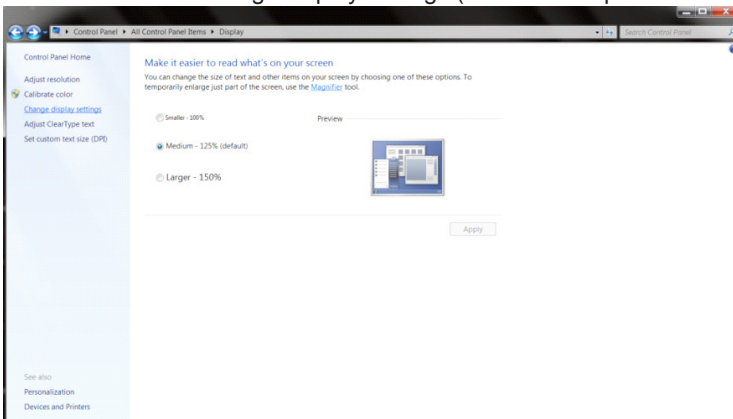 Control Panel ▸ All Control Panel Items ▸ Display
Search Control Panel
Control Panel Home
Adjust resolution
Calibrate color
Change display settings
Adjust ClearType text
Set custom text size (DPI)
Make it easier to read what's on your screen
You can change the size of text and other items on your screen by choosing one of these options. To
temporarily enlarge just part of the screen, use the Magnifier tool.
Smaller - 100%
Preview
Medium - 125% (default)
Larger - 150%
Apply
See also
Personalization
Devices and Printers